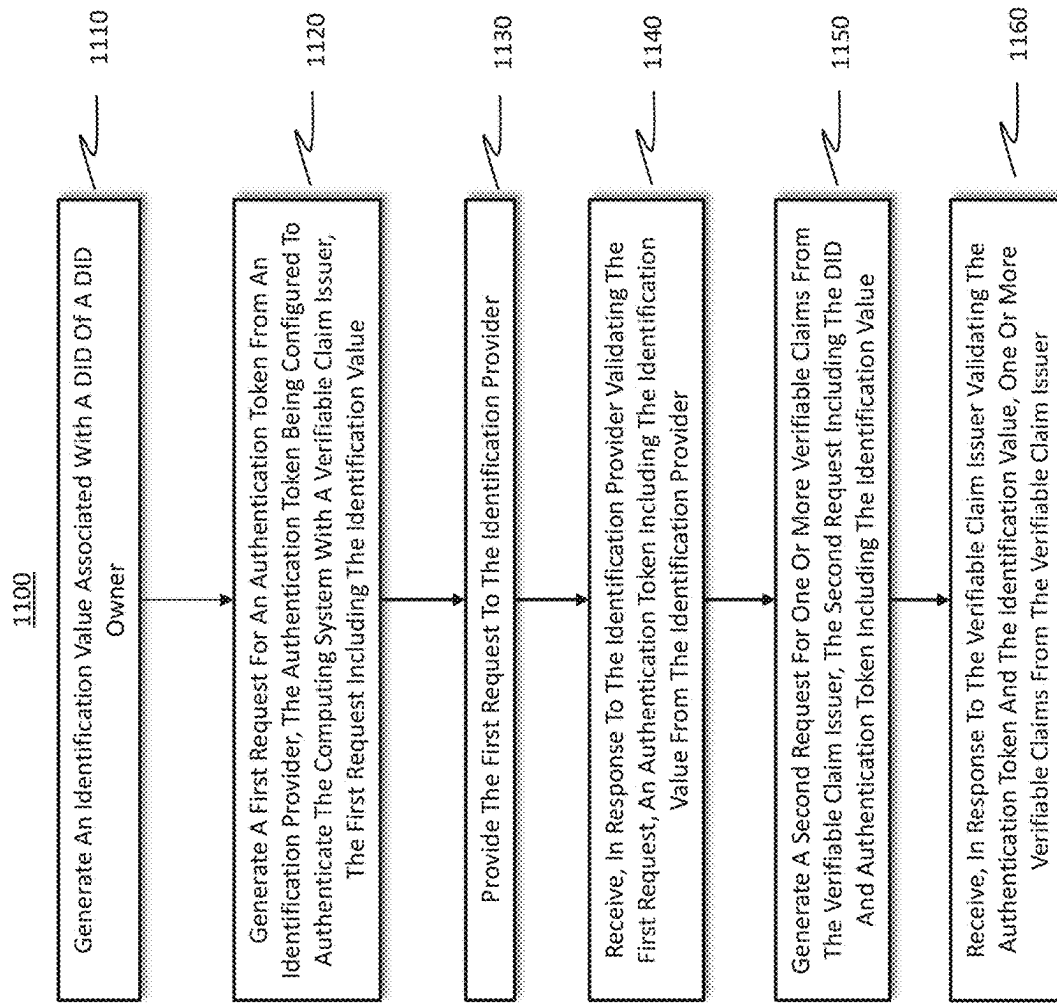 1100
Generate An Identification Value Associated With A DID Of A DID
Owner
1110
Generate A First Request For An Authentication Token From An
Identification Provider, The Authentication Token Being Configured To
Authenticate The Computing System With A Verifiable Claim Issuer,
The First Request Including The Identification Value
1120
Provide The First Request To The Identification Provider
1130
Receive, In Response To The Identification Provider Validating The
First Request, An Authentication Token Including The Identification
Value From The Identification Provider
1140
Generate A Second Request For One Or More Verifiable Claims From
The Verifiable Claim Issuer, The Second Request Including The DID
And Authentication Token Including The Identification Value
1150
Receive, In Response To The Verifiable Claim Issuer Validating The
Authentication Token And The Identification Value, One Or More
Verifiable Claims From The Verifiable Claim Issuer
1160